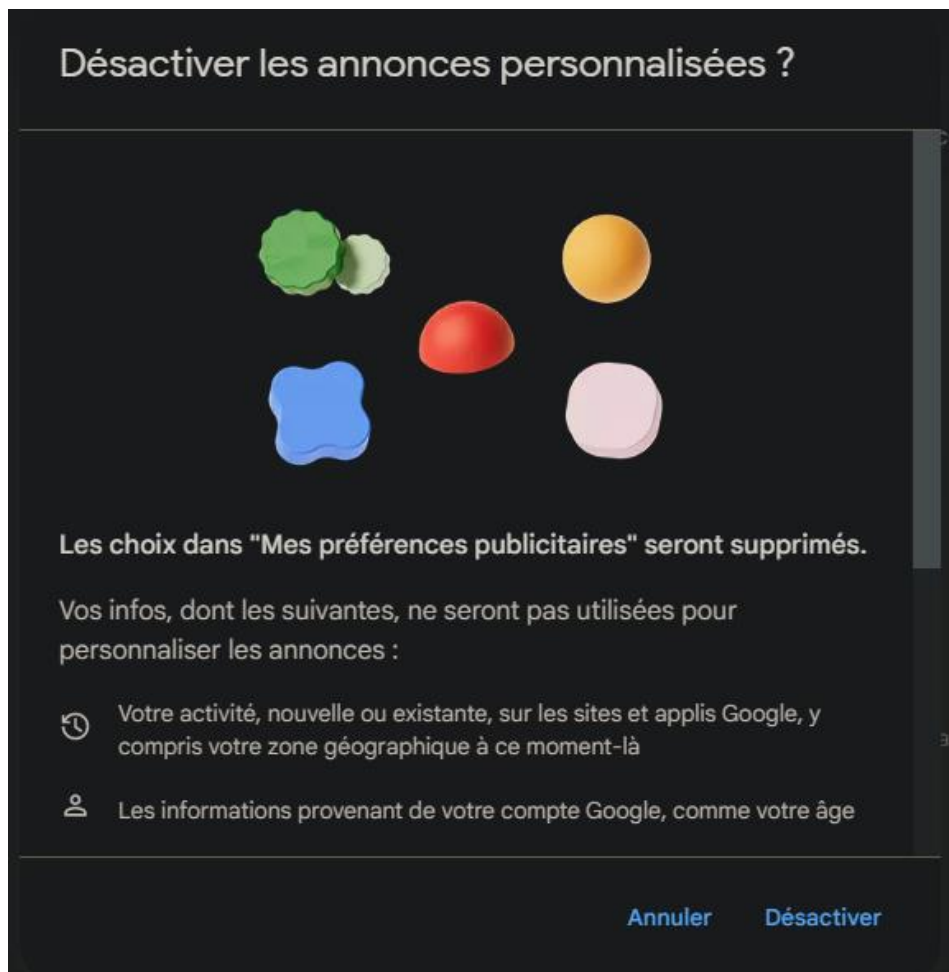 Désactiver les annonces personnalisées ?
Les choix dans "Mes préférences publicitaires" seront supprimés.
Vos infos, dont les suivantes, ne seront pas utilisées pour
personnaliser les annonces :
Votre activité, nouvelle ou existante, sur les sites et applis Google, y
compris votre zone géographique à ce moment-là
Les informations provenant de votre compte Google, comme votre âge
Annuler Désactiver